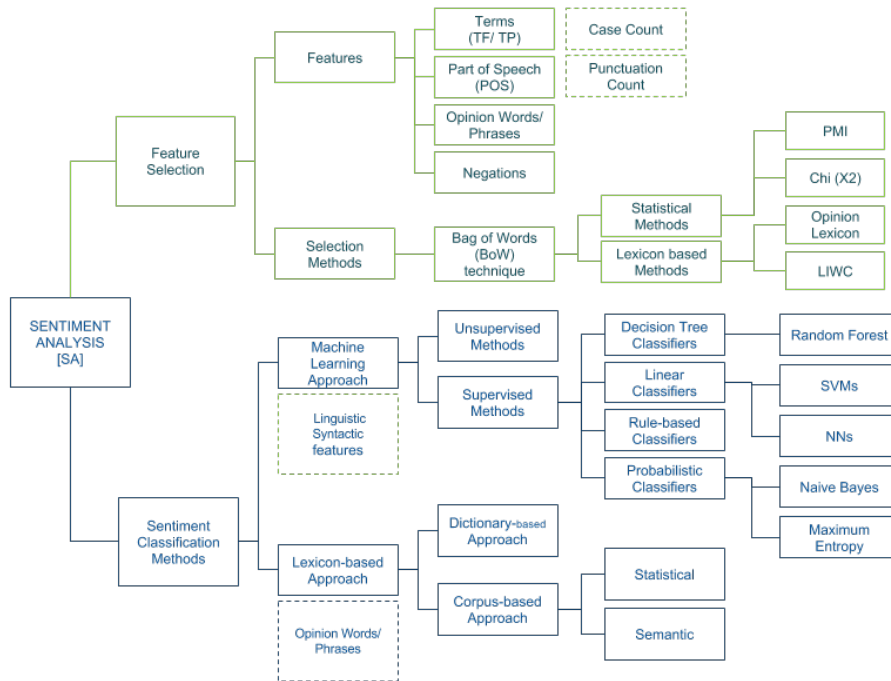 Terms
(TF/ TP)
Case Count
Features
Part of Speech
(POS)
Punctuation
Count
Opinion Words/
Phrases
PMI
Feature
Selection
Negations
Chi (X2)
Statistical
Methods
Opinion
Lexicon
Selection
Methods
Bag of Words
(BoW)
technique
Lexicon based
Methods
LIWC
SENTIMENT
ANALYSIS
[SA]
Unsupervised
Methods
Decision Tree
Classifiers
Random Forest
Machine
Learning
Approach
Linear
Classifiers
SVMs
Supervised
Methods
Linguistic
Syntactic
features
Rule-based
Classifiers
NNs
Probabilistic
Classifiers
Naive Bayes
Sentiment
Classification
Methods
Dictionary-based
Approach
Maximum
Entropy
Lexicon-based
Approach
Statistical
Corpus-based
Approach
Opinion Words/
Phrases
Semantic